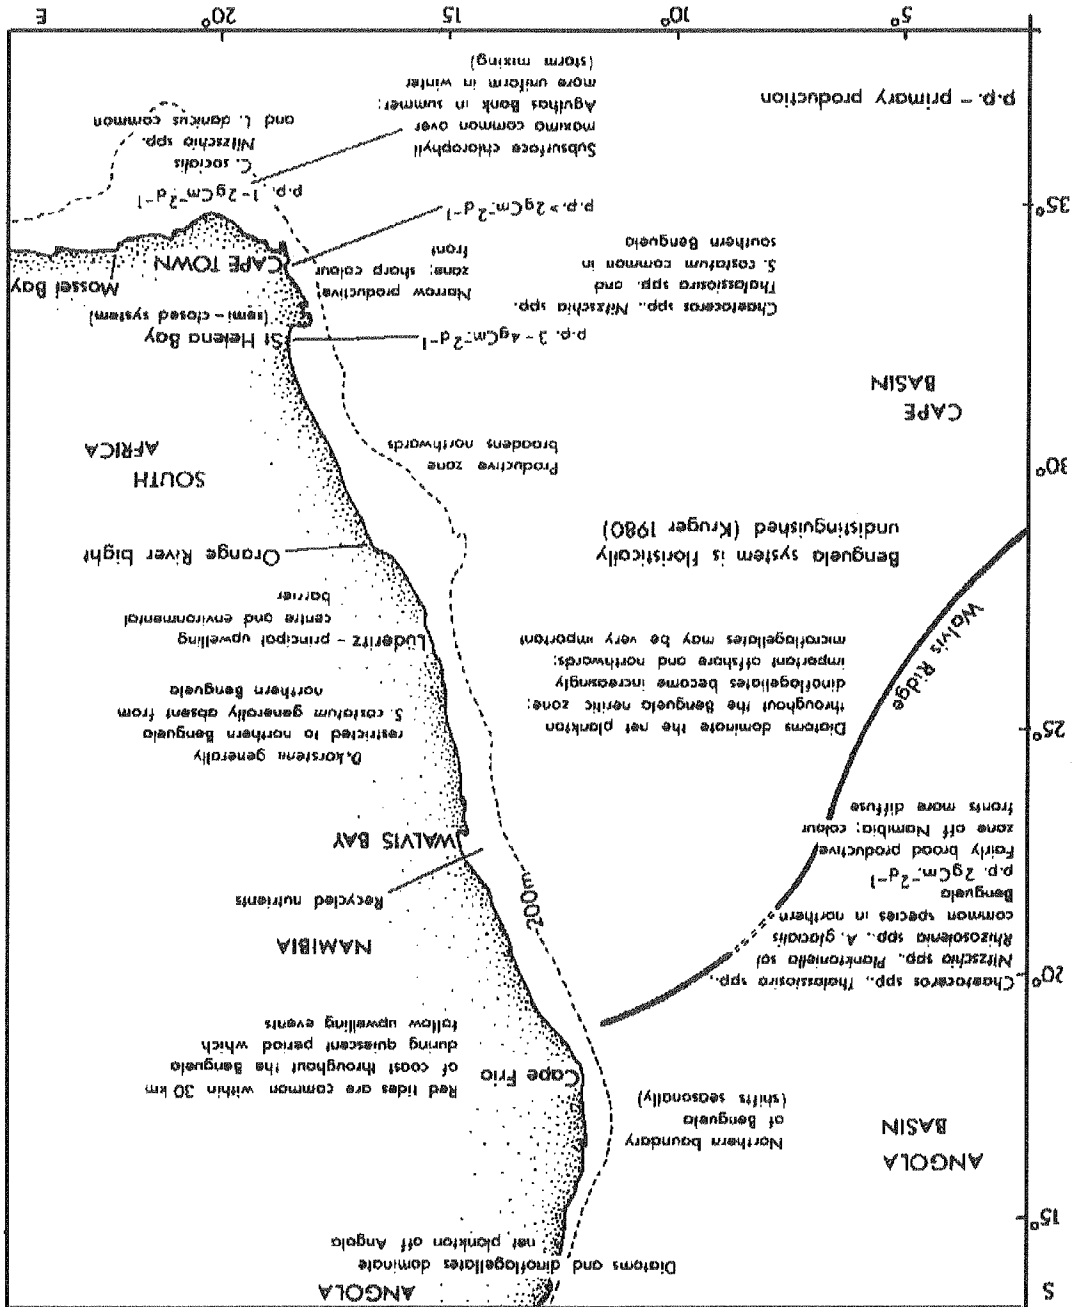 S
ANGOLA
Diatoms and dinoflagellates dominate
net plankton off Angola
15°
ANGOLA
BASIN
Northern boundary
of Benguela
(shifts seasonally)
Cape Frio
Red tides are common within 30 km
of coast throughout the Benguela
during quiescent period which
follow upwelling events
20°
Chaetoceros spp., Thalassiosira spp.,
Nitzschia spp., Planktoniella sol
Rhizosolenia spp., A. glacialis
common species in northern
Benguela
p.p. 2gCm.⁻²d⁻¹
Fairly broad productive
zone off Namibia; colour
fronts more diffuse
200m
NAMIBIA
Recycled nutrients
WALVIS BAY
25°
Diatoms dominate the net plankton
throughout the Benguela neritic zone;
dinoflagellates become increasingly
important offshore and northwards;
microflagellates may be very important
D. karstenii generally
restricted to northern Benguela
S. costatum generally absent from
northern Benguela
Walvis Ridge
Luderitz – principal upwelling
centre and environmental
barrier
Benguela system is floristically
undistinguished (Kruger 1980)
Orange River bight
30°
Productive zone
broadens northwards
SOUTH
AFRICA
CAPE
BASIN
p.p. 3-4gCm.⁻²d⁻¹
St Helena Bay
(semi-closed system)
Chaetoceros spp., Nitzschia spp.
Thalassiosira spp. and
S. costatum common in
southern Benguela
Narrow productive
zone; sharp colour
front
CAPE TOWN
Mossel Bay
35°
p.p. > 2gCm.⁻²d⁻¹
p.p. 1-2gCm.⁻²d⁻¹
C. socialis
Nitzschia spp.
and L. danicus common
Subsurface chlorophyll
maxima common over
Agulhas Bank in summer;
more uniform in winter
(storm mixing)
p.p. – primary production
5°
10°
15
20°
E